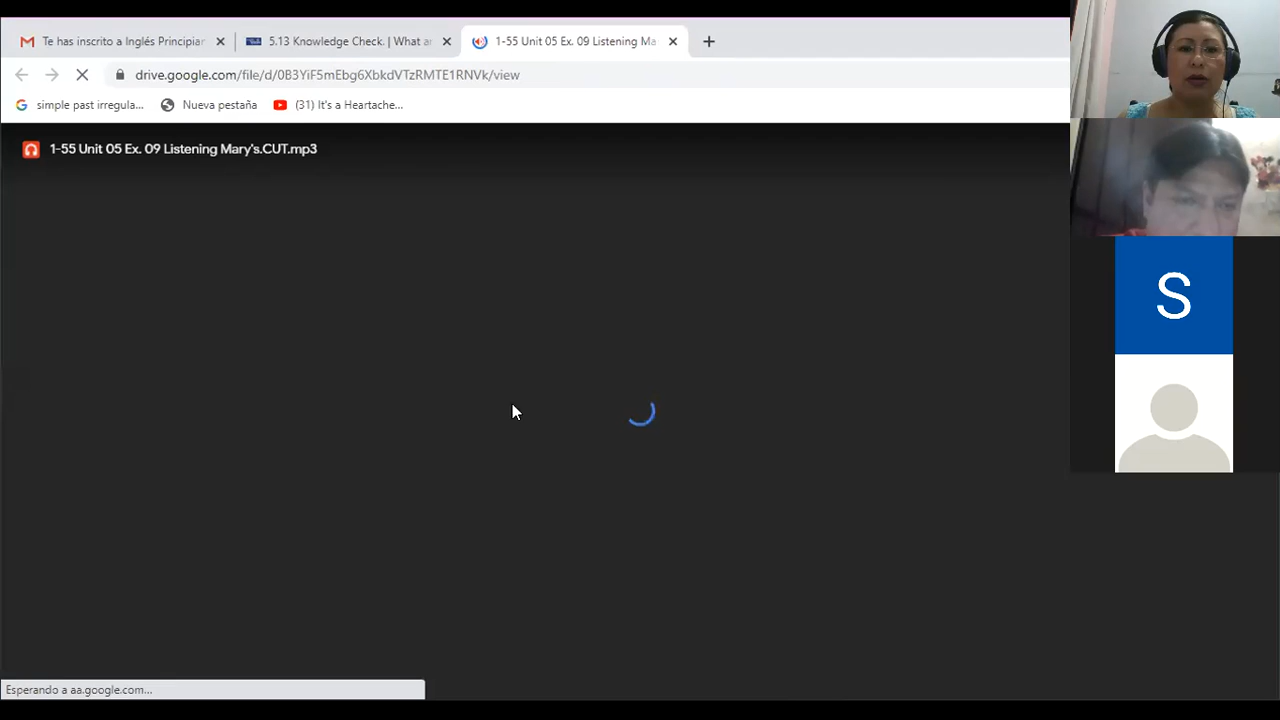 Te has inscrito a Inglés Principian
5.13 Knowledge Check. | What ar
1-55 Unit 05 Ex. 09 Listening Ma
drive.google.com/file/d/0B3YiF5mEbg6XbkdVTzRMTE1RNVk/view
simple past irregula...
Nueva pestaña
(31) It's a Heartache...
1-55 Unit 05 Ex. 09 Listening Mary's.CUT.mp3
S
Esperando a aa.google.com...